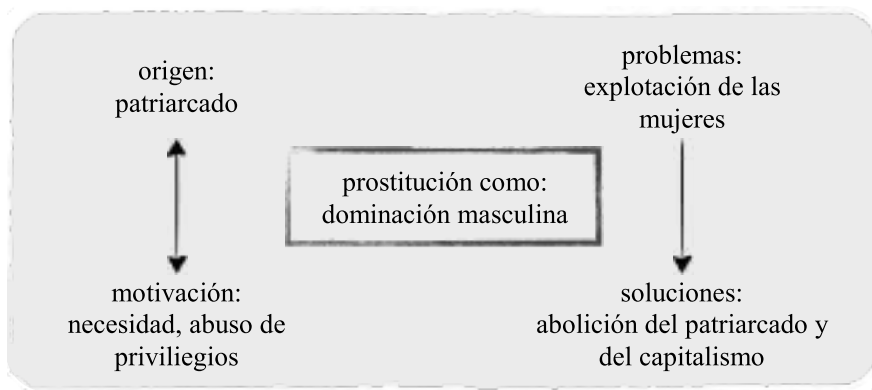 origen:
patriarcado
problemas:
explotación de las
mujeres
prostitución como:
dominación masculina
motivación:
necesidad, abuso de
priviliegios
soluciones:
abolición del patriarcado y
del capitalismo